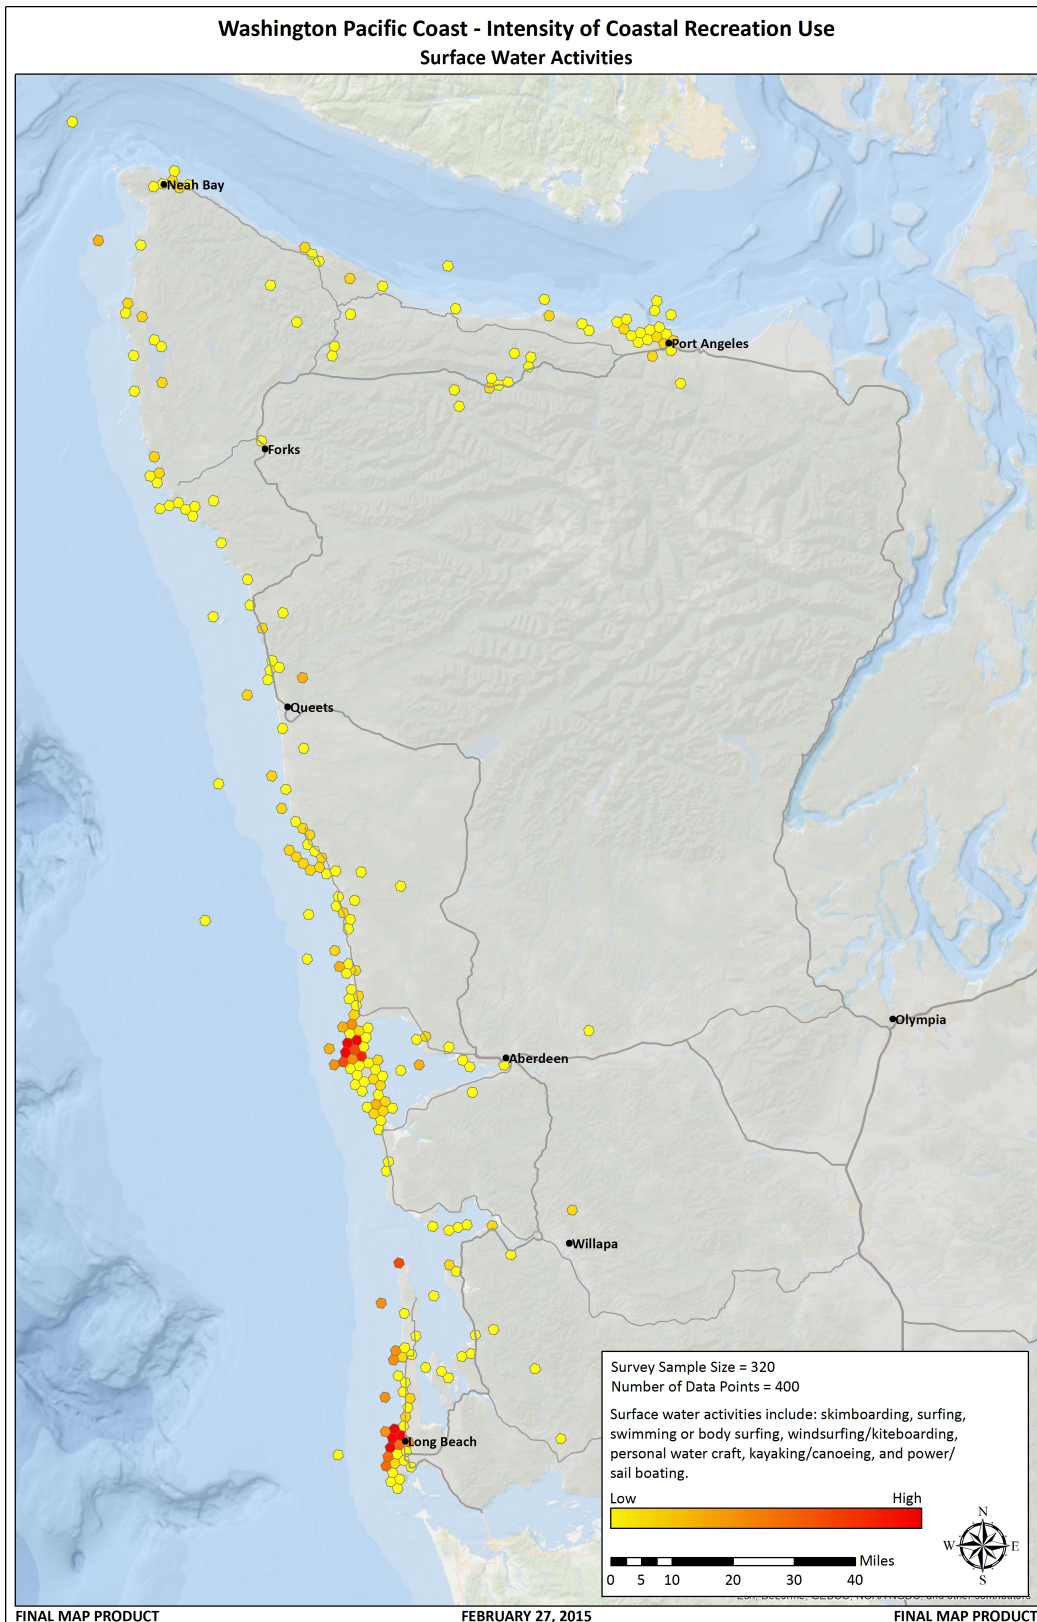 Washington Pacific Coast - Intensity of Coastal Recreation Use
Surface Water Activities
Neah Bay
Port Angeles
Forks
Queets
Olympia
Aberdeen
Willapa
Long Beach
Survey Sample Size = 320
Number of Data Points = 400
Surface water activities include: skimboarding, surfing,
swimming or body surfing, windsurfing/kiteboarding,
personal water craft, kayaking/canoeing, and power/
sail boating.
Low High
N
W E
S
Miles
0 5 10 20 30 40
FINAL MAP PRODUCT FEBRUARY 27, 2015 FINAL MAP PRODUCT